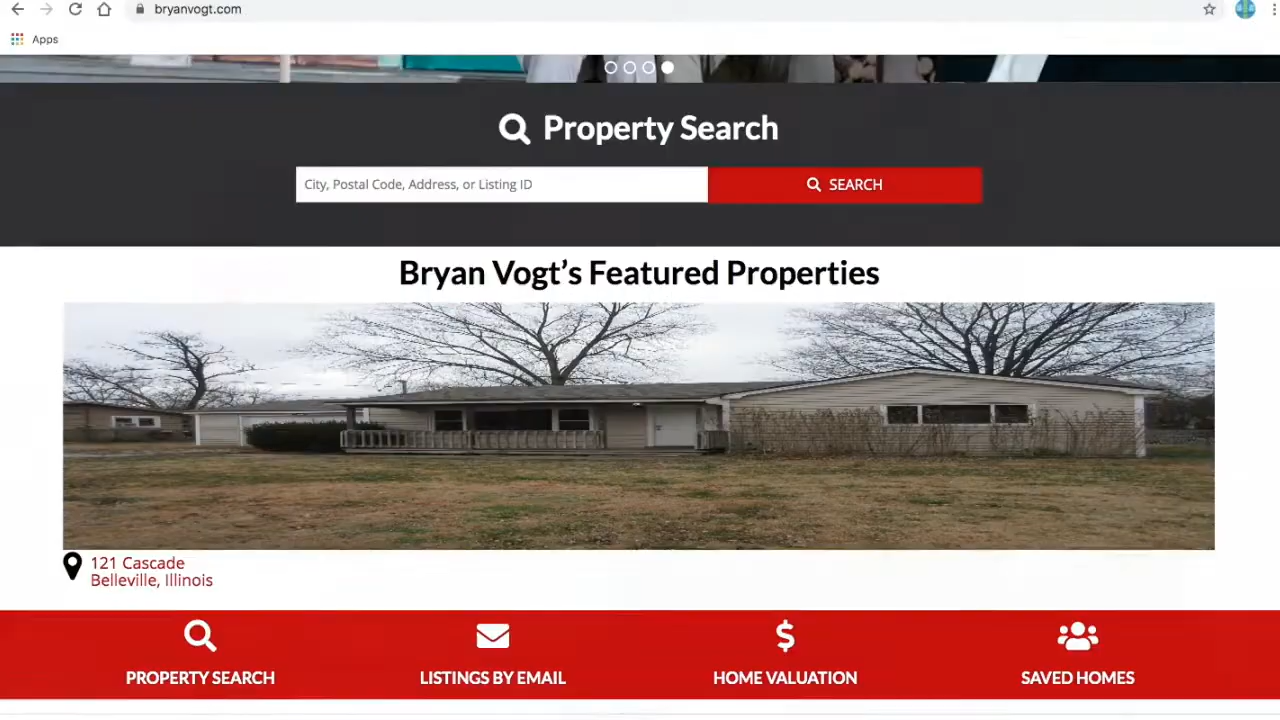 bryanvogt.com
Apps
Property Search
City, Postal Code, Address, or Listing ID
SEARCH
Bryan Vogt’s Featured Properties
121 Cascade
Belleville, Illinois
PROPERTY SEARCH
LISTINGS BY EMAIL
HOME VALUATION
SAVED HOMES